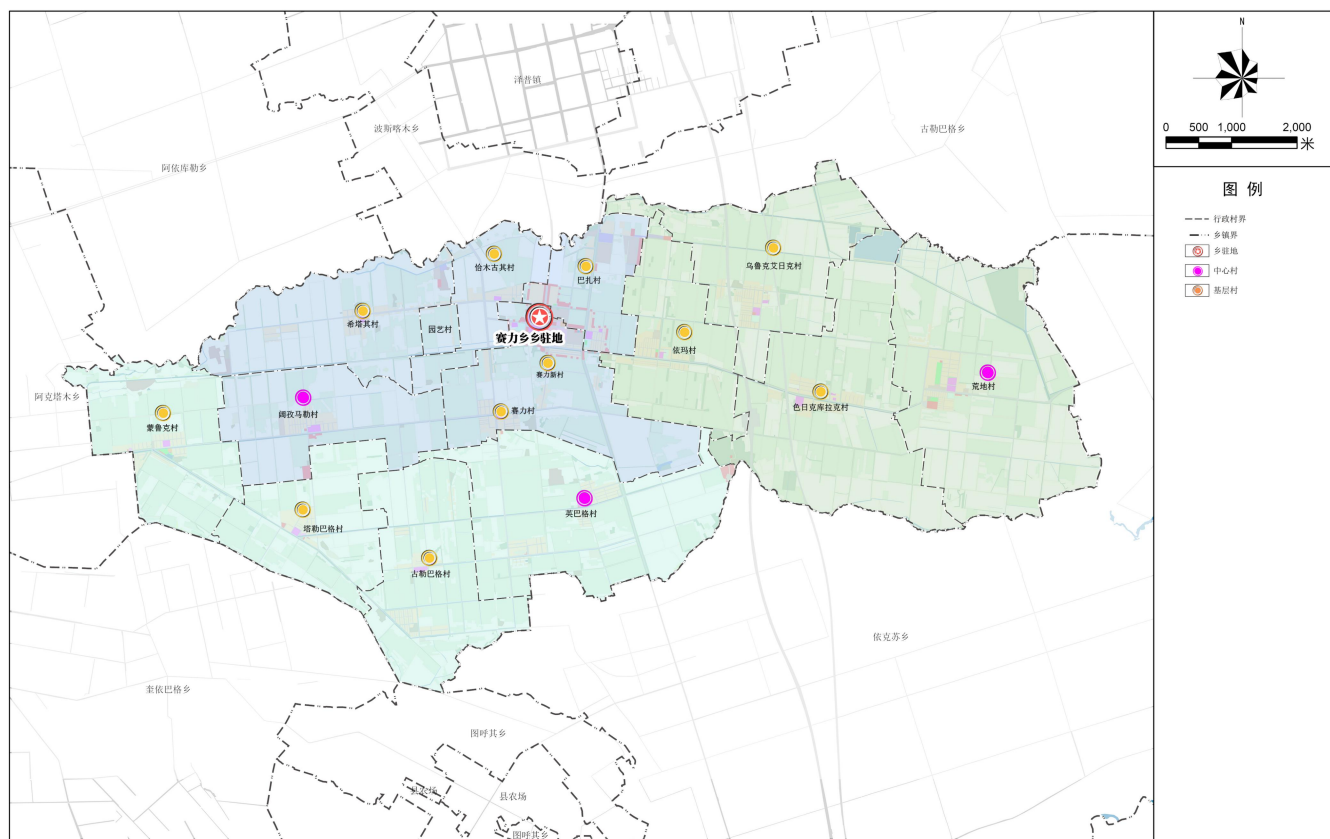 泽普镇
波斯喀木乡
古勒巴格乡
阿依库勒乡
恰木古其村
巴扎村
乌鲁克艾日克村
希塔其村
园艺村
赛力乡乡驻地
依玛村
赛力新村
荒地村
阿克塔木乡
阔孜马勒村
赛力村
色日克库拉克村
蒙鲁克村
塔勒巴格村
英巴格村
古勒巴格村
依克苏乡
奎依巴格乡
图呼其乡
县农场
县农场
图呼其乡
N
0 500 1,000 2,000
米
图 例
行政村界
乡镇界
乡驻地
中心村
基层村